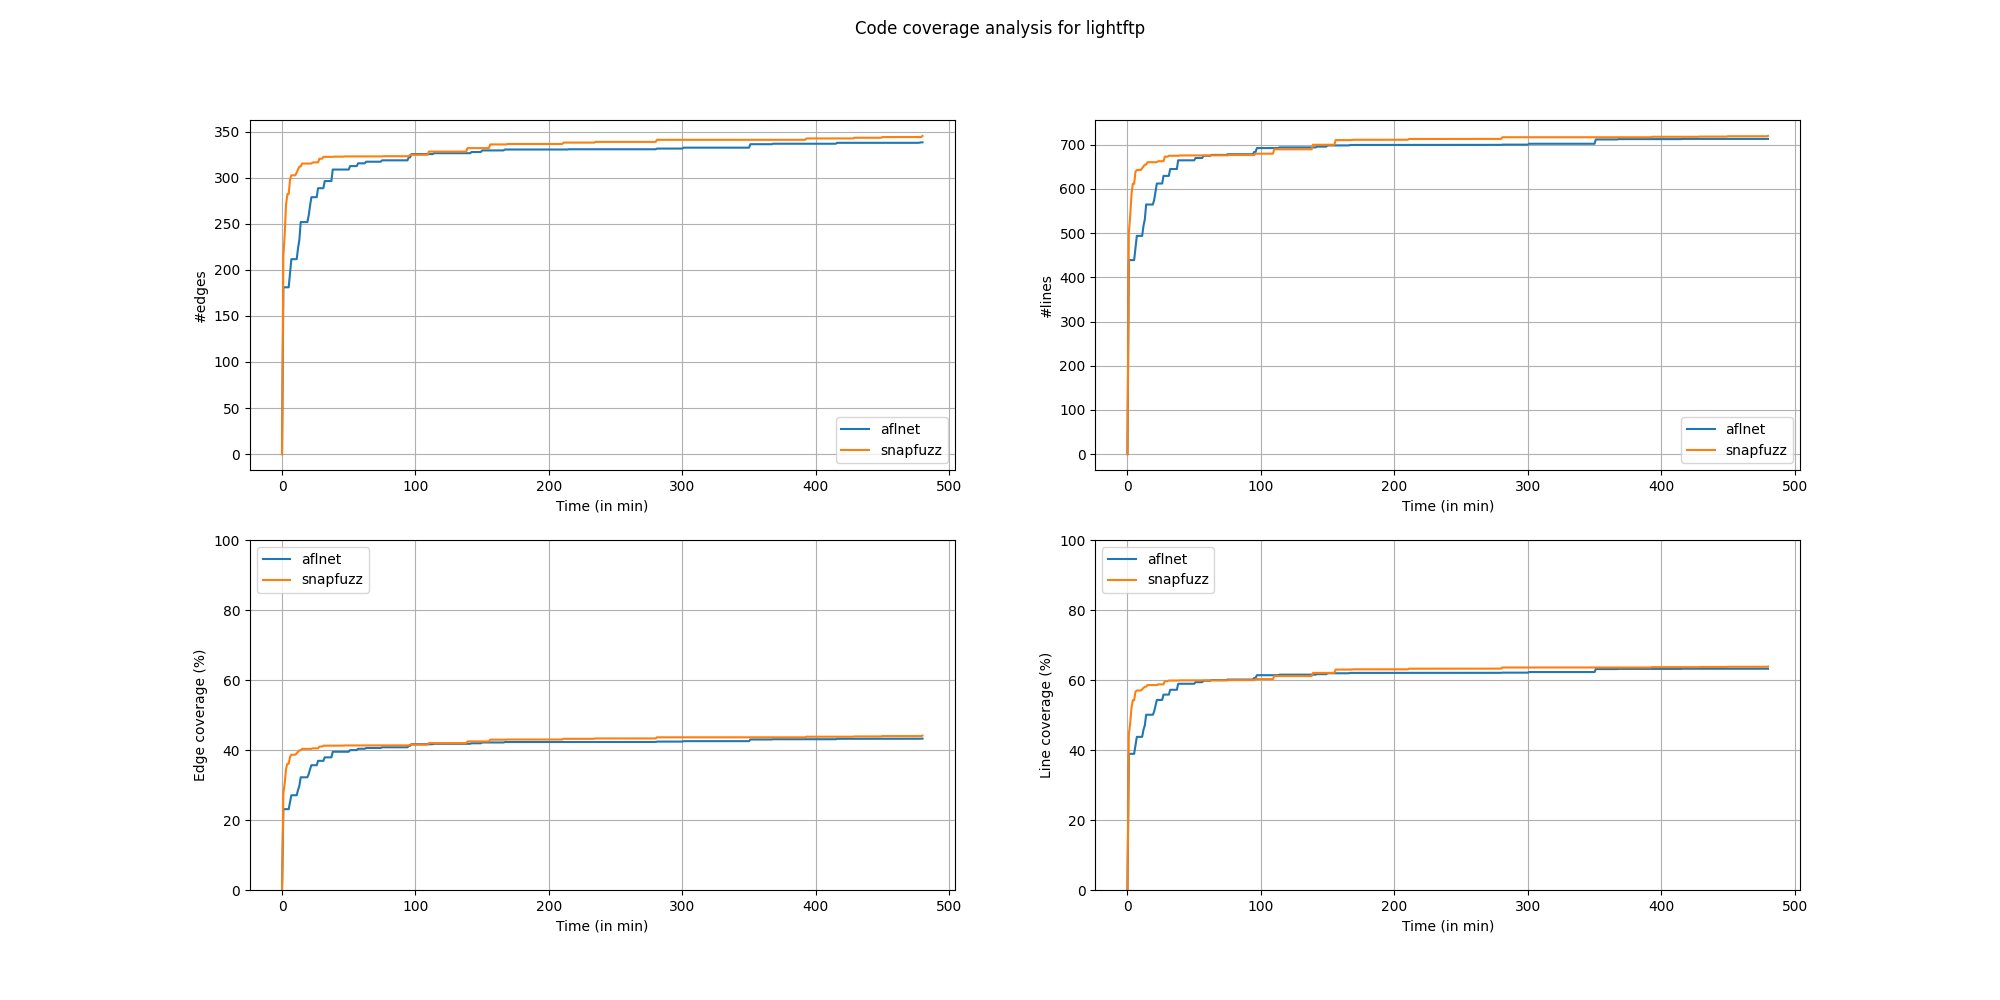 Code coverage analysis for lightftp
#edges
350
300
250
200
150
100
50
0
0 100 200 300 400 500
Time (in min)
aflnet
snapfuzz
#lines
700
600
500
400
300
200
100
0
0 100 200 300 400 500
Time (in min)
aflnet
snapfuzz
Edge coverage (%)
100
80
60
40
20
0
0 100 200 300 400 500
Time (in min)
aflnet
snapfuzz
Line coverage (%)
100
80
60
40
20
0
0 100 200 300 400 500
Time (in min)
aflnet
snapfuzz